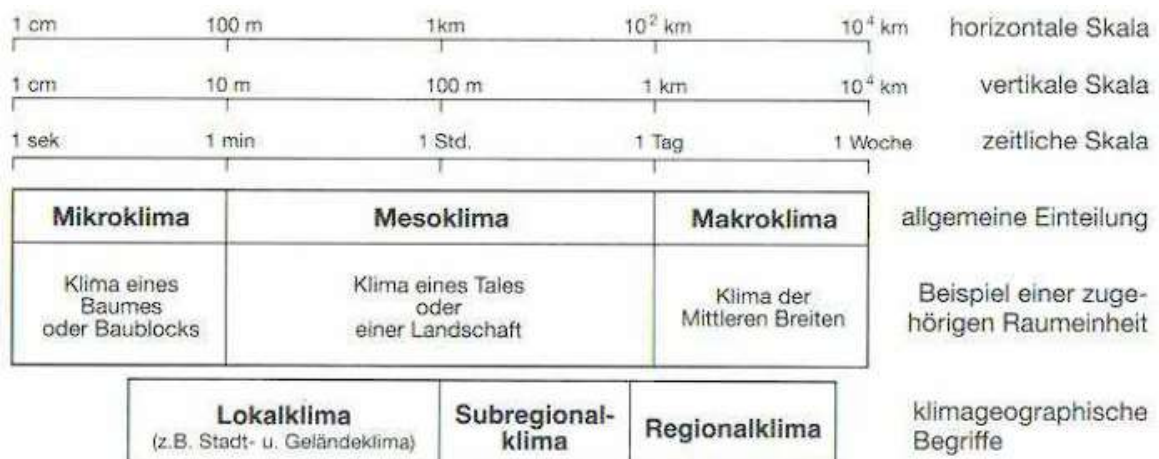 1 cm 100 m 1km 10² km 10⁴ km horizontale Skala
1 cm 10 m 100 m 1 km 10⁴ km vertikale Skala
1 sek 1 min 1 Std. 1 Tag 1 Woche zeitliche Skala
Mikroklima Mesoklima Makroklima allgemeine Einteilung
Klima eines
Baumes
oder Baublocks
Klima eines Tales
oder
einer Landschaft
Klima der
Mittleren Breiten
Beispiel einer zuge-
hörigen Raumeinheit
Lokalklima
(z.B. Stadt- u. Geländeklima)
Subregional-
klima
Regionalklima
klimageographische
Begriffe